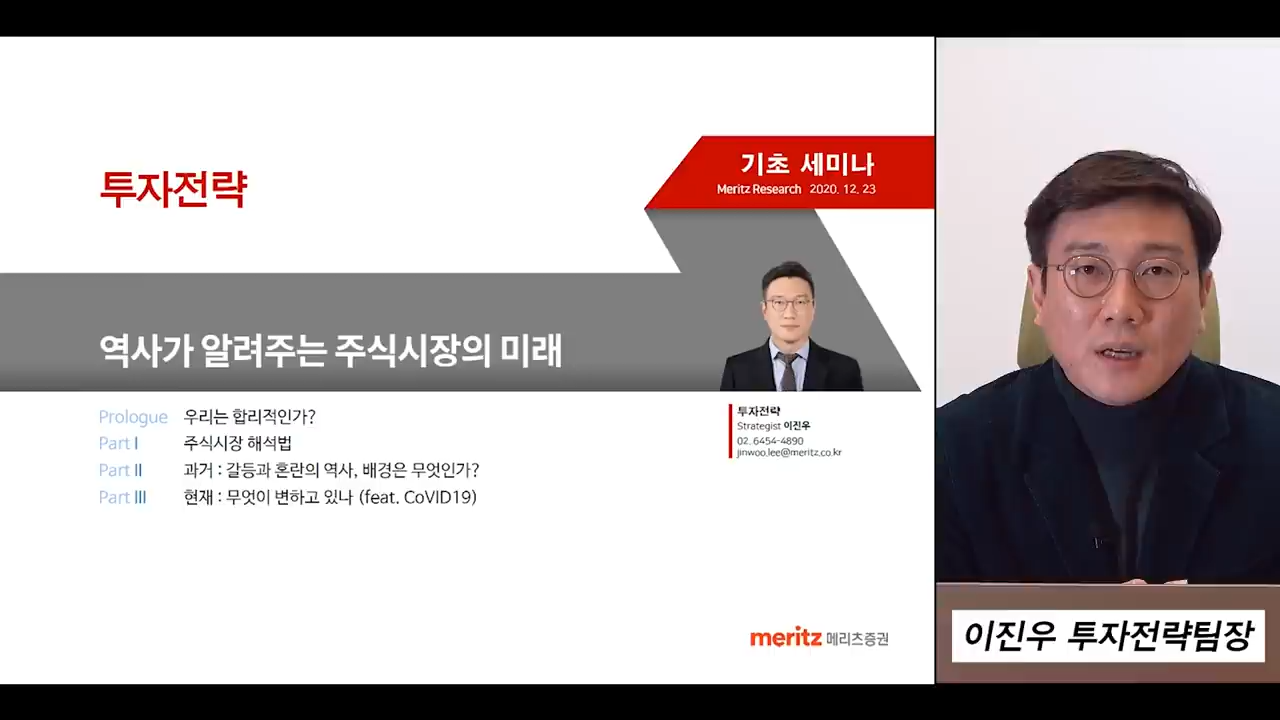 투자전략
기초 세미나
Meritz Research 2020. 12. 23
역사가 알려주는 주식시장의 미래
Prologue 우리는 합리적인가?
Part I 주식시장 해석법
Part II 과거 : 갈등과 혼란의 역사, 배경은 무엇인가?
Part III 현재 : 무엇이 변하고 있나 (feat. CoVID19)
투자전략
Strategist 이진우
02. 6454-4890
jinwoo.lee@meritz.co.kr
meritz 메리츠증권
이진우 투자전략팀장